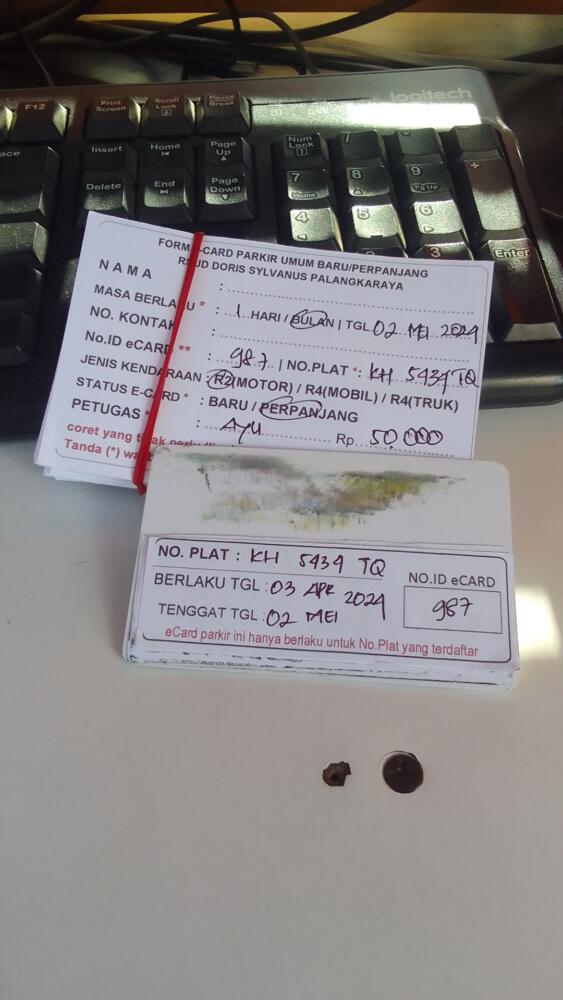 F12
Print Screen
Scroll Lock
Pause Break
logitech
Insert
Home
Page Up
Num Lock
7
Delete
End
Page Down
7 Home
8
9 Pg Up
+
4
5
6
3
Enter
FORM E-CARD PARKIR UMUM BARU/PERPANJANG
RSUD DORIS SYLVANUS PALANGKARAYA
NAMA :
MASA BERLAKU * : 1 HARI / BULAN | TGL 02 MEI 2024
NO. KONTAK :
No.ID eCARD ** : 987 | NO.PLAT * : KH 5434 TQ
JENIS KENDARAAN : R2(MOTOR) / R4(MOBIL) / R4(TRUK)
STATUS E-CARD * : BARU / PERPANJANG
PETUGAS * : AYU Rp 50.000
coret yang tidak perlu
Tanda (*)
NO. PLAT : KH 5434 TQ
BERLAKU TGL : 03 APR 2024
TENGGAT TGL : 02 MEI
NO.ID eCARD
987
eCard parkir ini hanya berlaku untuk No.Plat yang terdaftar